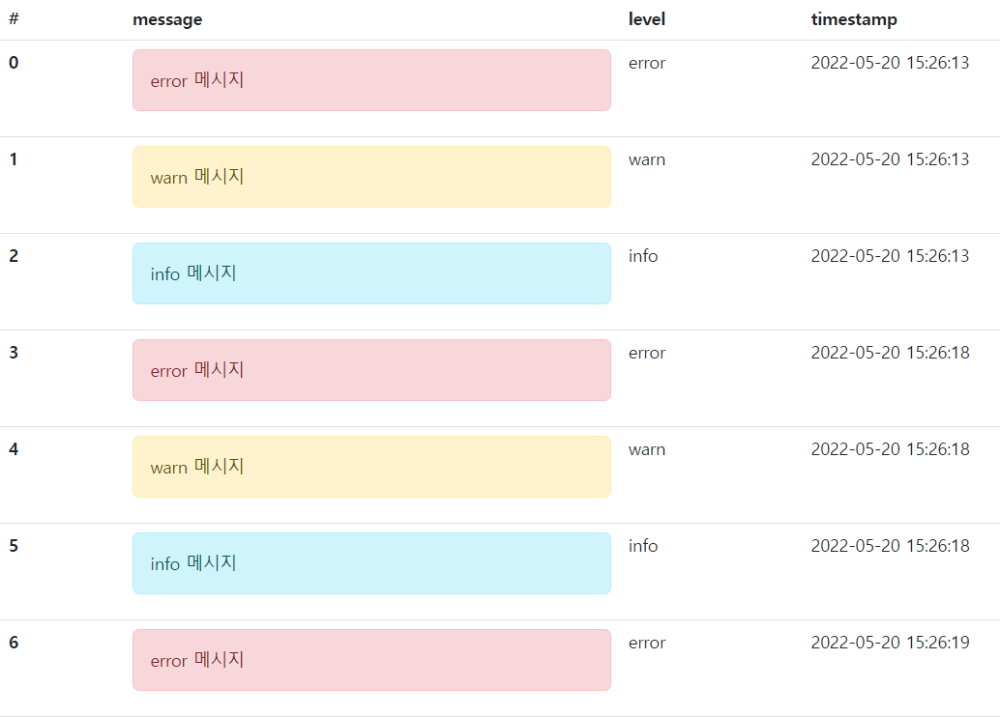 # message level timestamp
0 error 메시지 error 2022-05-20 15:26:13
1 warn 메시지 warn 2022-05-20 15:26:13
2 info 메시지 info 2022-05-20 15:26:13
3 error 메시지 error 2022-05-20 15:26:18
4 warn 메시지 warn 2022-05-20 15:26:18
5 info 메시지 info 2022-05-20 15:26:18
6 error 메시지 error 2022-05-20 15:26:19